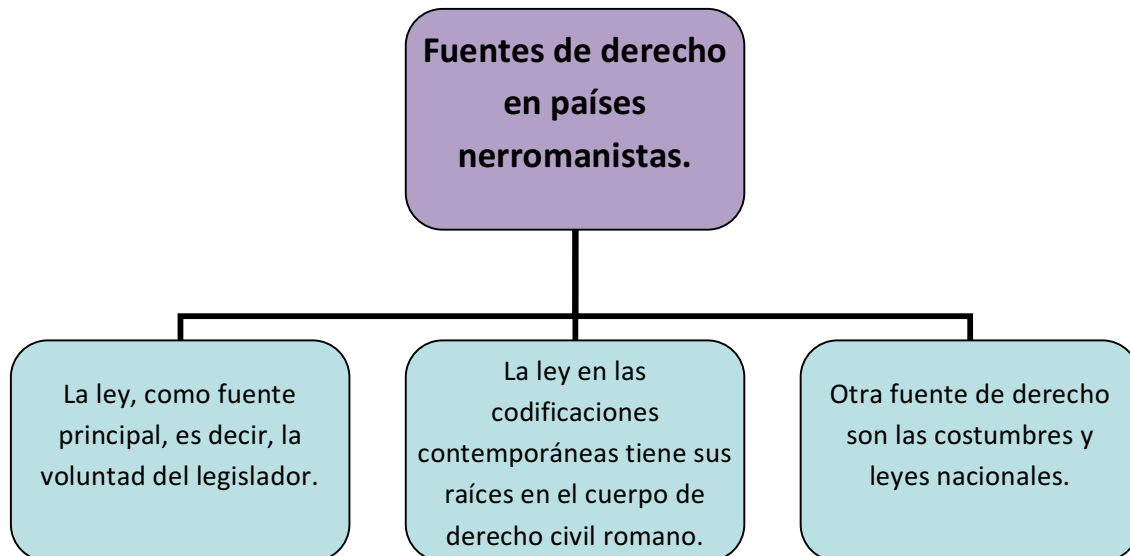 Fuentes de derecho
en países
nerromanistas.
La ley, como fuente
principal, es decir, la
voluntad del legislador.
La ley en las
codificaciones
contemporáneas tiene sus
raíces en el cuerpo de
derecho civil romano.
Otra fuente de derecho
son las costumbres y
leyes nacionales.